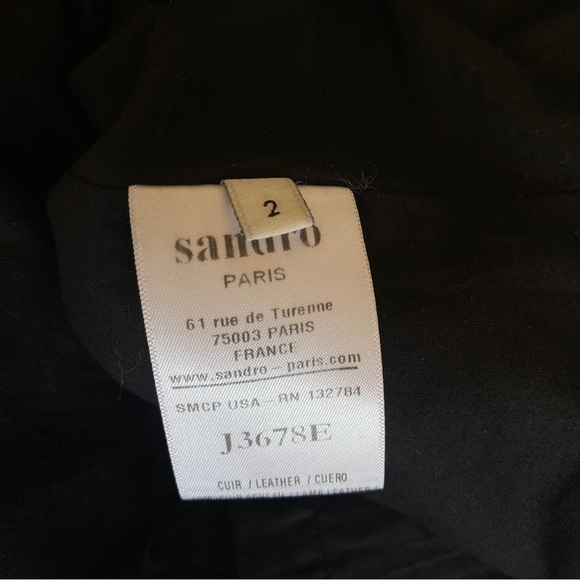 2
sandro
PARIS
61 rue de Turenne
75003 PARIS
FRANCE
www.sandro-paris.com
SMCP USA - RN 132784
J3678E
CUIR / LEATHER / CUERO